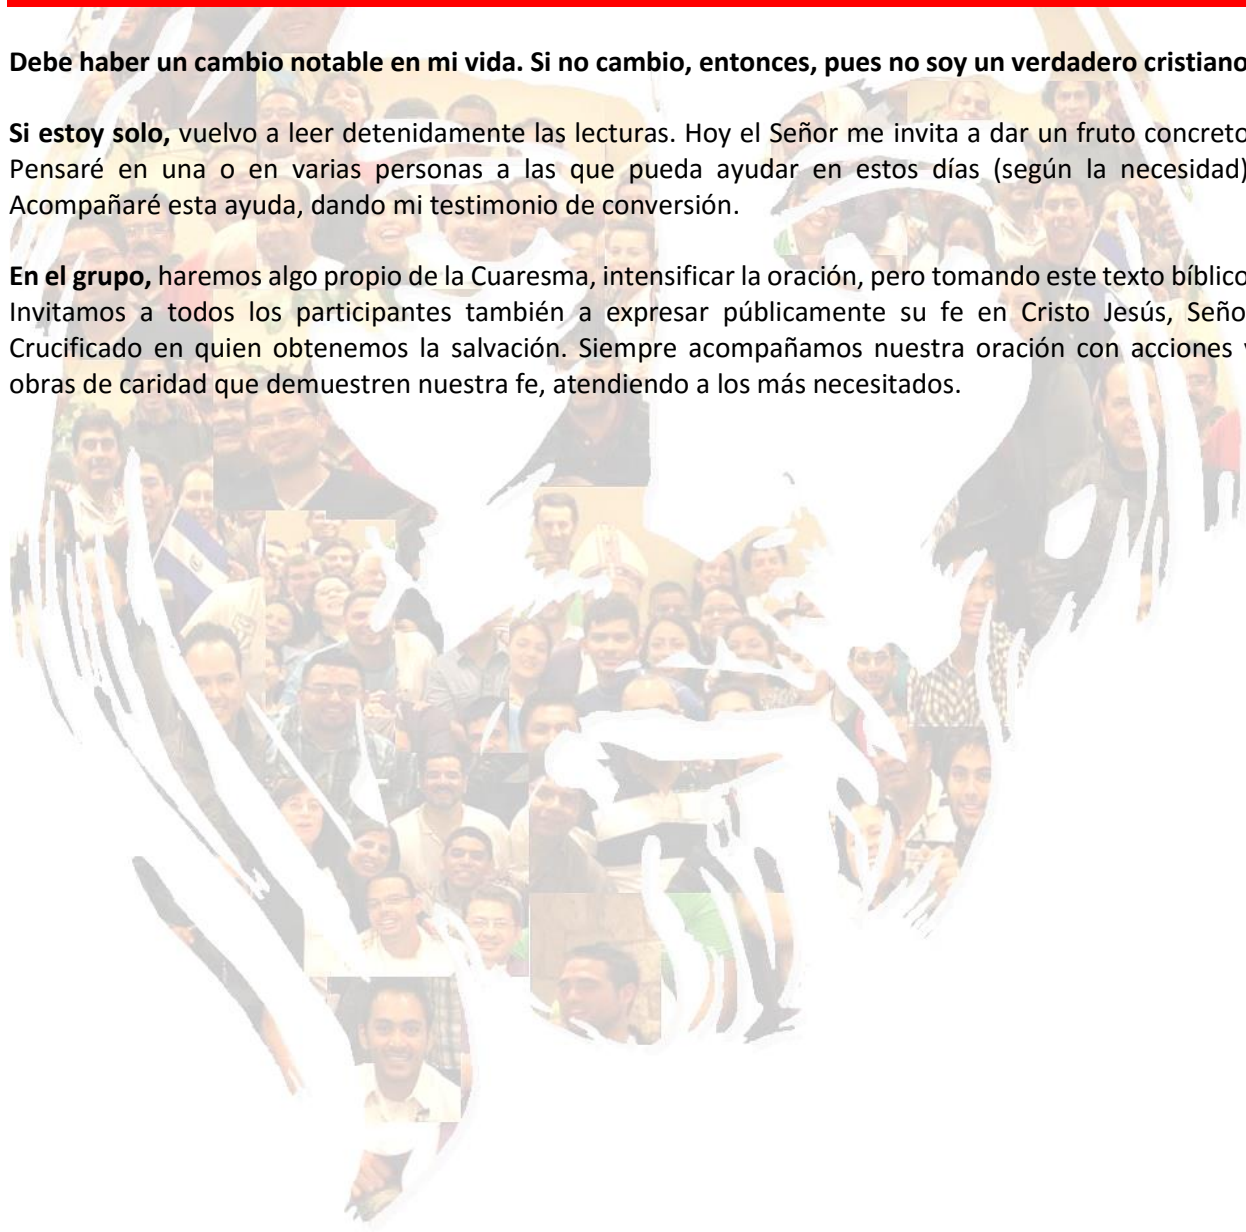 Debe haber un cambio notable en mi vida. Si no cambio, entonces, pues no soy un verdadero cristiano
Si estoy solo, vuelvo a leer detenidamente las lecturas. Hoy el Señor me invita a dar un fruto concreto
Pensaré en una o en varias personas a las que pueda ayudar en estos días (según la necesidad)
Acompañaré esta ayuda, dando mi testimonio de conversión.
En el grupo, haremos algo propio de la Cuaresma, intensificar la oración, pero tomando este texto bíblico
Invitamos a todos los participantes también a expresar públicamente su fe en Cristo Jesús, Seño
Crucificado en quien obtenemos la salvación. Siempre acompañamos nuestra oración con acciones y
obras de caridad que demuestren nuestra fe, atendiendo a los más necesitados.